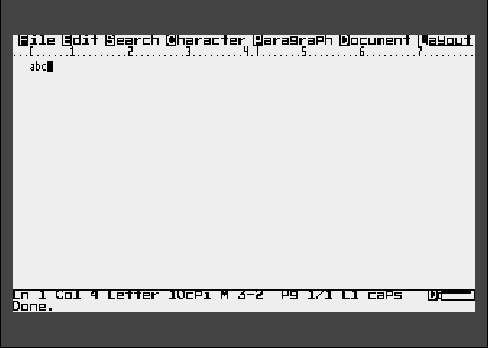 File Edit Search Character Paragraph Document Layout
[ 1 2 3 4 5 6 7
abc
Ln 1 Col 4 Letter 10cpi M 3-2 Pg 1/1 L1 caps
Done.